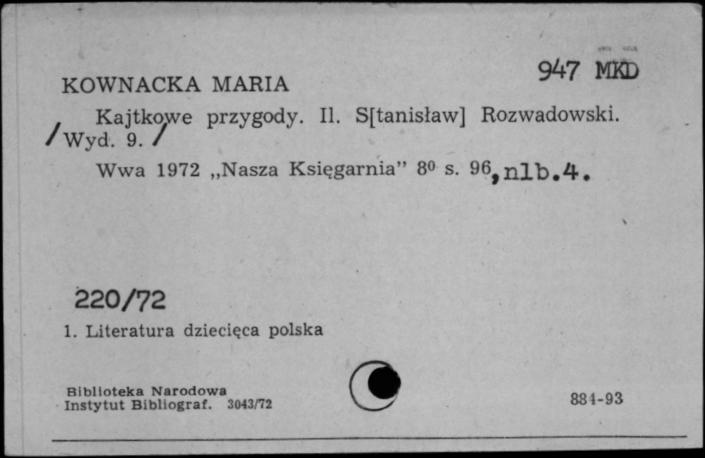 947 MKD
KOWNACKA MARIA
Kajtkowe przygody. Il. S[tanisław] Rozwadowski.
/Wyd. 9./
Wwa 1972 „Nasza Księgarnia” 8⁰ s. 96, nlb.4.
220/72
1. Literatura dziecięca polska
Biblioteka Narodowa
Instytut Bibliograf. 3043/72
884-93